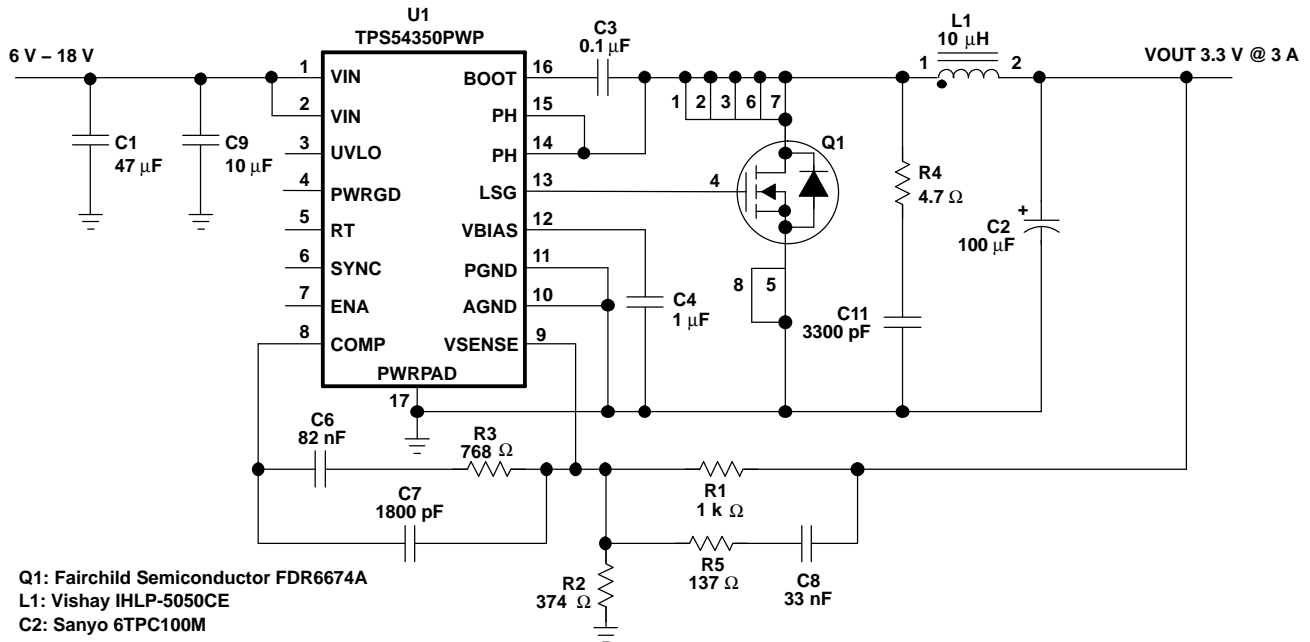 U1
TPS54350PWP
6 V – 18 V
C1
47 μF
C9
10 μF
1
VIN
2
VIN
3
UVLO
4
PWRGD
5
RT
6
SYNC
7
ENA
8
COMP
BOOT
16
PH
15
PH
14
LSG
13
VBIAS
12
PGND
11
AGND
10
VSENSE
9
PWRPAD
17
C3
0.1 μF
1
2
3
6
7
Q1
4
8
5
C4
1 μF
R4
4.7 Ω
C11
3300 pF
L1
10 μH
1
2
VOUT 3.3 V @ 3 A
+
C2
100 μF
C6
82 nF
R3
768 Ω
C7
1800 pF
R1
1 k Ω
R5
137 Ω
C8
33 nF
R2
374 Ω
Q1: Fairchild Semiconductor FDR6674A
L1: Vishay IHLP-5050CE
C2: Sanyo 6TPC100M